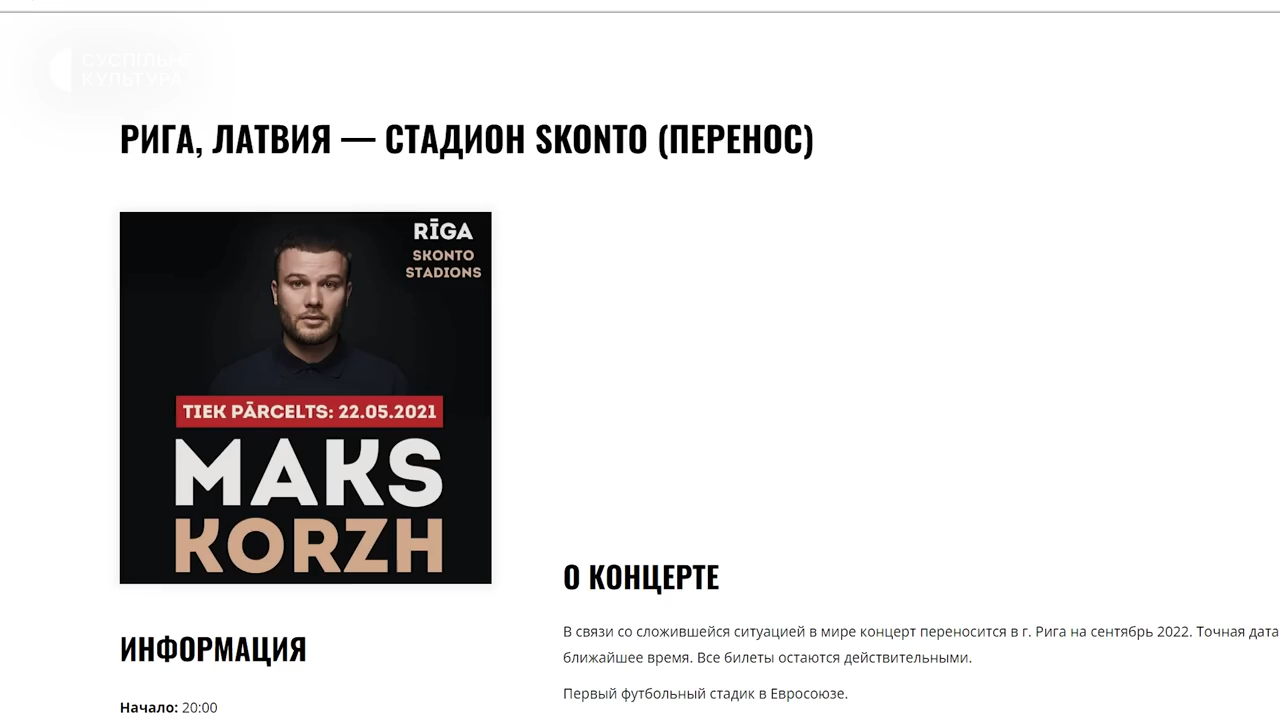 СУСПІЛЬНЕ
КУЛЬТУРА
РИГА, ЛАТВИЯ — СТАДИОН SKONTO (ПЕРЕНОС)
RĪGA
SKONTO
STADIONS
TIEK PĀRCELTS: 22.05.2021
MAKS
KORZH
О КОНЦЕРТЕ
В связи со сложившейся ситуацией в мире концерт переносится в г. Рига на сентябрь 2022. Точная дата
ближайшее время. Все билеты остаются действительными.
Первый футбольный стадик в Евросоюзе.
ИНФОРМАЦИЯ
Начало: 20:00